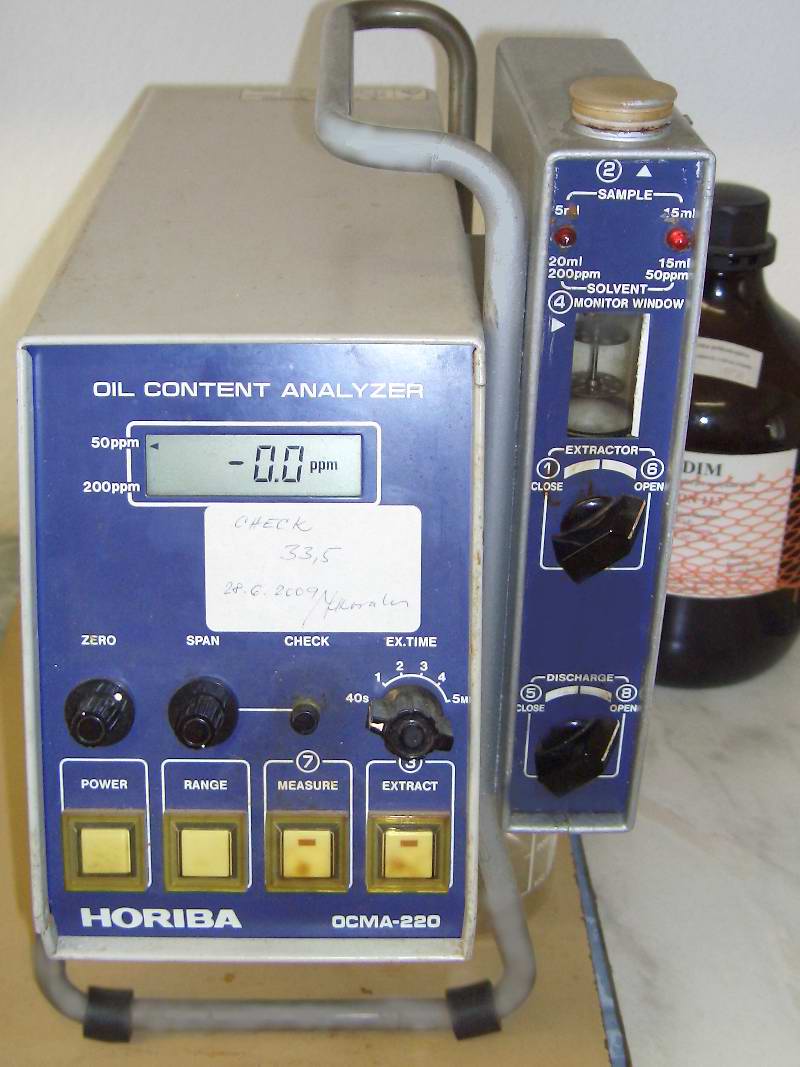 OIL CONTENT ANALYZER
50ppm
200ppm
-0.0 ppm
CHECK
33,5
28.6.2009
ZERO
SPAN
CHECK
EX.TIME
40s 1 2 3 4 5M
POWER
RANGE
7
MEASURE
3
EXTRACT
HORIBA
OCMA-220
2
SAMPLE
5ml 15ml
20ml 15ml
200ppm 50ppm
SOLVENT
4 MONITOR WINDOW
EXTRACTOR
1 6
CLOSE OPEN
DISCHARGE
5 8
CLOSE OPEN
DIM